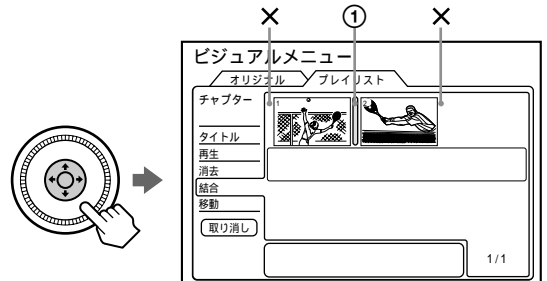 × ① ×
ビジュアルメニュー
オリジナル プレイリスト
チャプター
1 2
タイトル
再生
消去
結合
移動
取り消し
1/1